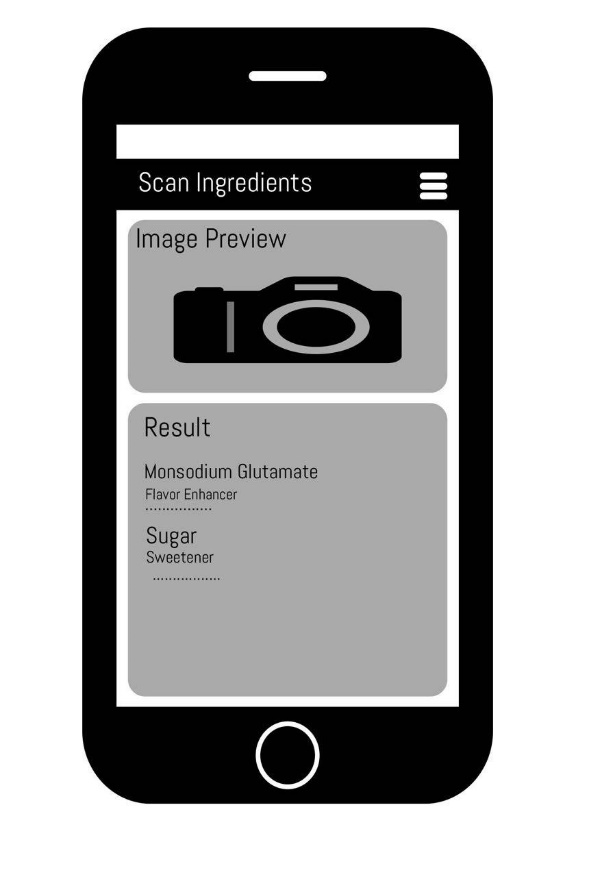 Scan Ingredients
Image Preview
Result
Monsodium Glutamate
Flavor Enhancer
................
Sugar
Sweetener
................